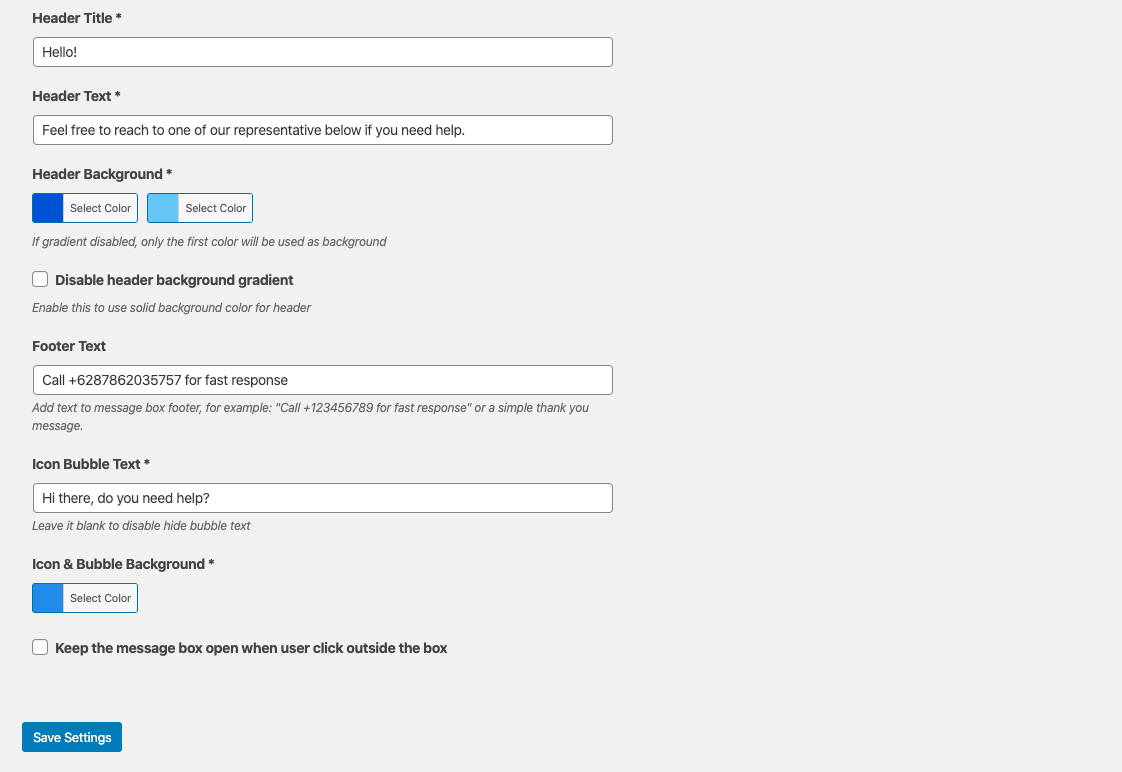 Header Title *
Hello!
Header Text *
Feel free to reach to one of our representative below if you need help.
Header Background *
Select Color Select Color
If gradient disabled, only the first color will be used as background
Disable header background gradient
Enable this to use solid background color for header
Footer Text
Call +6287862035757 for fast response
Add text to message box footer, for example: "Call +123456789 for fast response" or a simple thank you
message.
Icon Bubble Text *
Hi there, do you need help?
Leave it blank to disable hide bubble text
Icon & Bubble Background *
Select Color
Keep the message box open when user click outside the box
Save Settings